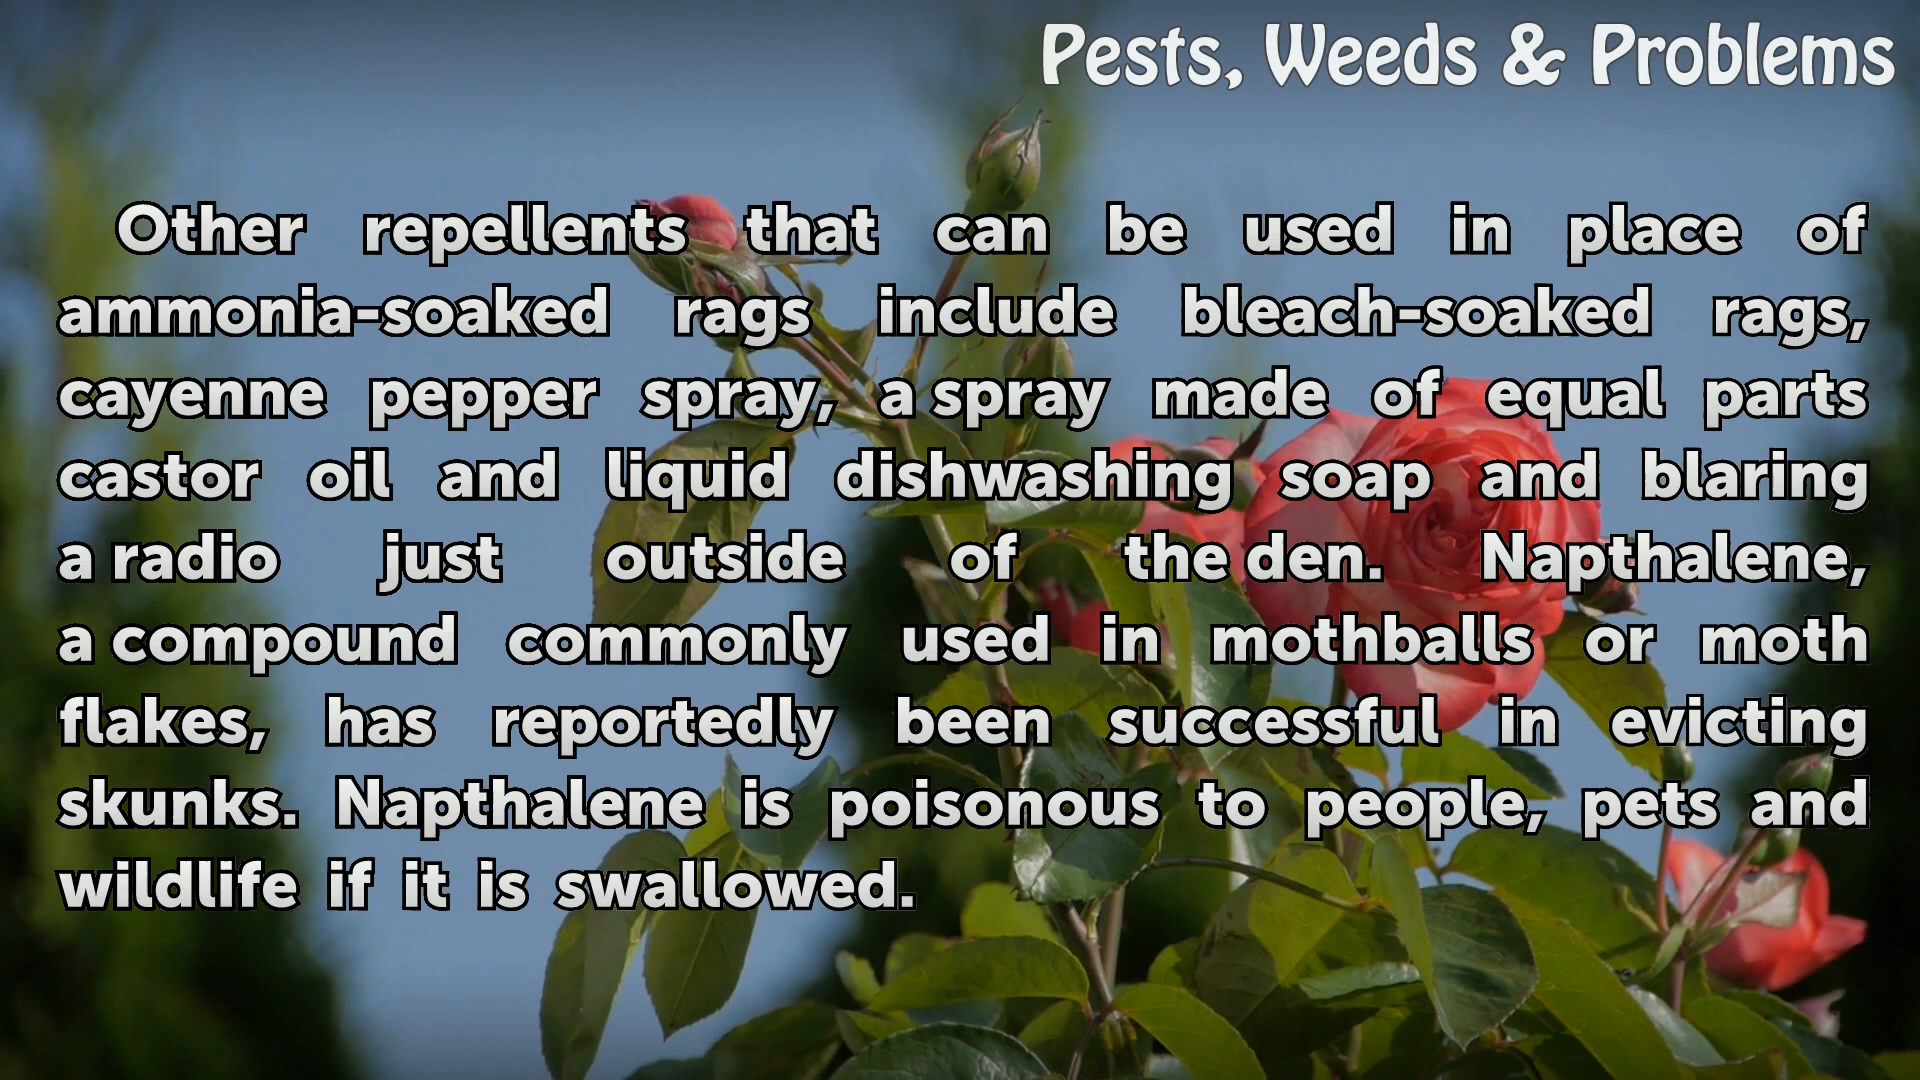 Pests, Weeds & Problems
Other repellents that can be used in place of
ammonia-soaked rags include bleach-soaked rags,
cayenne pepper spray, a spray made of equal parts
castor oil and liquid dishwashing soap and blaring
a radio just outside of the den. Napthalene,
a compound commonly used in mothballs or moth
flakes, has reportedly been successful in evicting
skunks. Napthalene is poisonous to people, pets and
wildlife if it is swallowed.